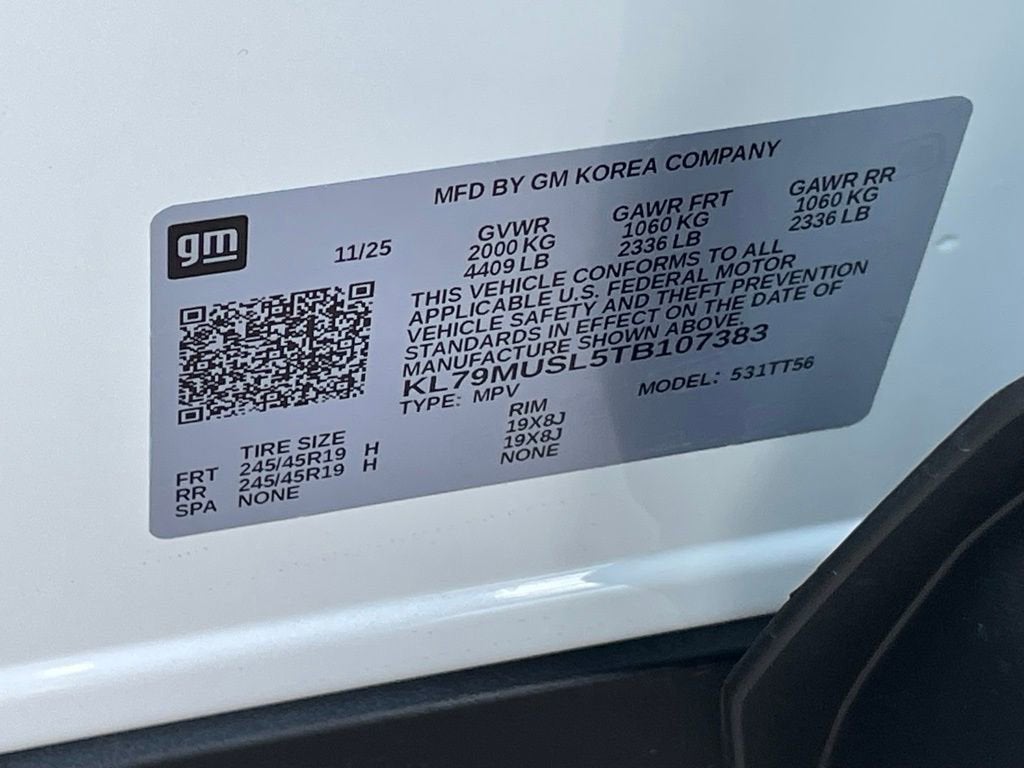 MFD BY GM KOREA COMPANY
gm
11/25
GVWR
2000 KG
4409 LB
GAWR FRT
1060 KG
2336 LB
GAWR RR
1060 KG
2336 LB
THIS VEHICLE CONFORMS TO ALL
APPLICABLE U.S. FEDERAL MOTOR
VEHICLE SAFETY AND THEFT PREVENTION
STANDARDS IN EFFECT ON THE DATE OF
MANUFACTURE SHOWN ABOVE.
KL79MUSL5TB107383
TYPE: MPV MODEL: 531TT56
TIRE SIZE RIM
FRT 245/45R19 H 19X8J
RR 245/45R19 H 19X8J
SPA NONE NONE